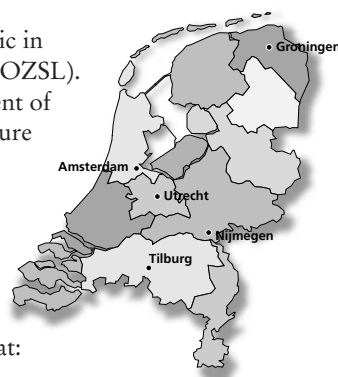 ic in
OZSL).
ent of
ure
Groningen
Amsterdam
Utrecht
Nijmegen
Tilburg
at: